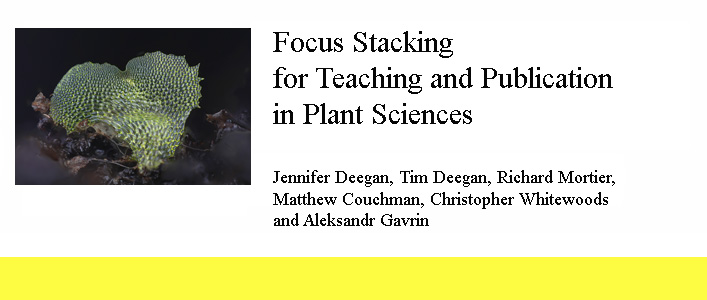 Focus Stacking
for Teaching and Publication
in Plant Sciences
Jennifer Deegan, Tim Deegan, Richard Mortier,
Matthew Couchman, Christopher Whitewoods
and Aleksandr Gavrin